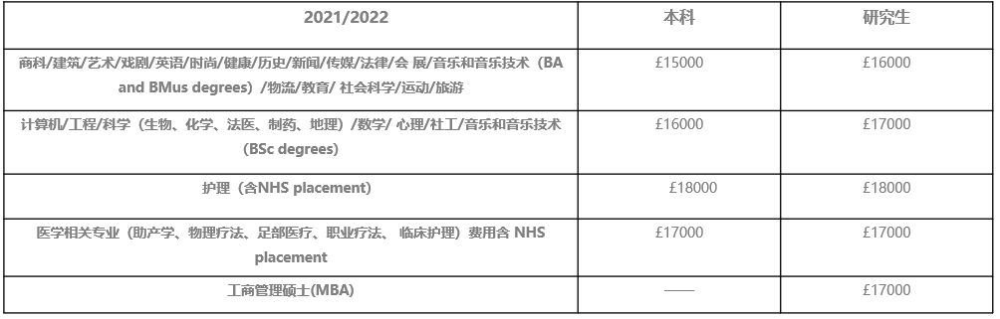 2021/2022 本科 研究生
商科/建筑/艺术/戏剧/英语/时尚/健康/历史/新闻/传媒/法律/会 展/音乐和音乐技术（BA
and BMus degrees）/物流/教育/ 社会科学/运动/旅游
£15000 £16000
计算机/工程/科学（生物、化学、法医、制药、地理）/数学/ 心理/社工/音乐和音乐技术
（BSc degrees）
£16000 £17000
护理（含NHS placement） £18000 £18000
医学相关专业（助产学、物理疗法、足部医疗、职业疗法、 临床护理）费用含 NHS
placement
£17000 £17000
工商管理硕士(MBA) —— £17000